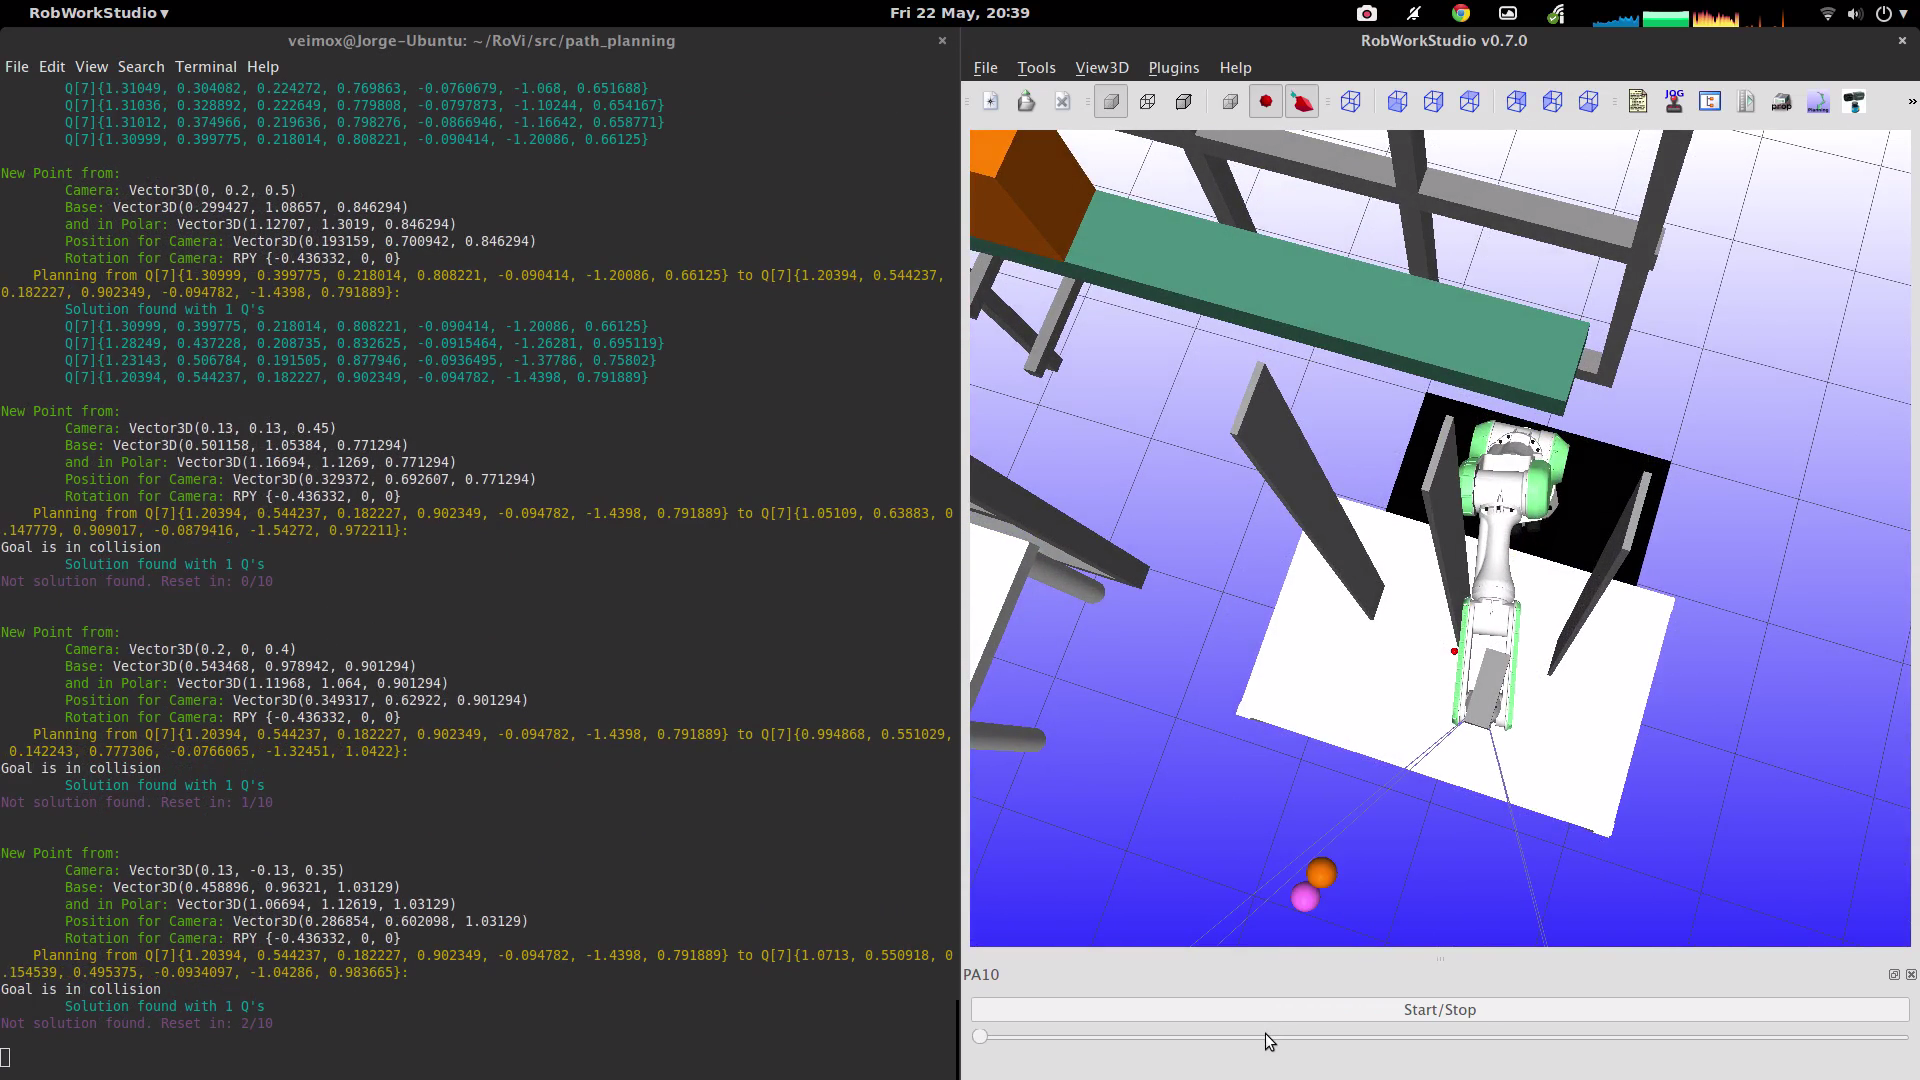 RobWorkStudio ▾
Fri 22 May, 20:39
veimox@Jorge-Ubuntu: ~/RoVi/src/path_planning
File Edit View Search Terminal Help
Q[7]{1.31049, 0.304082, 0.224272, 0.769863, -0.0760679, -1.068, 0.651688}
Q[7]{1.31036, 0.328892, 0.222649, 0.779808, -0.0797873, -1.10244, 0.654167}
Q[7]{1.31012, 0.374966, 0.219636, 0.798276, -0.0866946, -1.16642, 0.658771}
Q[7]{1.30999, 0.399775, 0.218014, 0.808221, -0.090414, -1.20086, 0.66125}
New Point from:
Camera: Vector3D(0, 0.2, 0.5)
Base: Vector3D(0.299427, 1.08657, 0.846294)
and in Polar: Vector3D(1.12707, 1.3019, 0.846294)
Position for Camera: Vector3D(0.193159, 0.700942, 0.846294)
Rotation for Camera: RPY {-0.436332, 0, 0}
Planning from Q[7]{1.30999, 0.399775, 0.218014, 0.808221, -0.090414, -1.20086, 0.66125} to Q[7]{1.20394, 0.544237,
0.182227, 0.902349, -0.094782, -1.4398, 0.791889}:
Solution found with 1 Q's
Q[7]{1.30999, 0.399775, 0.218014, 0.808221, -0.090414, -1.20086, 0.66125}
Q[7]{1.28249, 0.437228, 0.208735, 0.832625, -0.0915464, -1.26281, 0.695119}
Q[7]{1.23143, 0.506784, 0.191505, 0.877946, -0.0936495, -1.37786, 0.75802}
Q[7]{1.20394, 0.544237, 0.182227, 0.902349, -0.094782, -1.4398, 0.791889}
New Point from:
Camera: Vector3D(0.13, 0.13, 0.45)
Base: Vector3D(0.501158, 1.05384, 0.771294)
and in Polar: Vector3D(1.16694, 1.1269, 0.771294)
Position for Camera: Vector3D(0.329372, 0.692607, 0.771294)
Rotation for Camera: RPY {-0.436332, 0, 0}
Planning from Q[7]{1.20394, 0.544237, 0.182227, 0.902349, -0.094782, -1.4398, 0.791889} to Q[7]{1.05109, 0.63883, 0
.147779, 0.909017, -0.0879416, -1.54272, 0.972211}:
Goal is in collision
Solution found with 1 Q's
Not solution found. Reset in: 0/10
New Point from:
Camera: Vector3D(0.2, 0, 0.4)
Base: Vector3D(0.543468, 0.978942, 0.901294)
and in Polar: Vector3D(1.11968, 1.064, 0.901294)
Position for Camera: Vector3D(0.349317, 0.62922, 0.901294)
Rotation for Camera: RPY {-0.436332, 0, 0}
Planning from Q[7]{1.20394, 0.544237, 0.182227, 0.902349, -0.094782, -1.4398, 0.791889} to Q[7]{0.994868, 0.551029,
0.142243, 0.777306, -0.0766065, -1.32451, 1.0422}:
Goal is in collision
Solution found with 1 Q's
Not solution found. Reset in: 1/10
New Point from:
Camera: Vector3D(0.13, -0.13, 0.35)
Base: Vector3D(0.458896, 0.96321, 1.03129)
and in Polar: Vector3D(1.06694, 1.12619, 1.03129)
Position for Camera: Vector3D(0.286854, 0.602098, 1.03129)
Rotation for Camera: RPY {-0.436332, 0, 0}
Planning from Q[7]{1.20394, 0.544237, 0.182227, 0.902349, -0.094782, -1.4398, 0.791889} to Q[7]{1.0713, 0.550918, 0
.154539, 0.495375, -0.0934097, -1.04286, 0.983665}:
Goal is in collision
Solution found with 1 Q's
Not solution found. Reset in: 2/10
RobWorkStudio v0.7.0
File Tools View3D Plugins Help
JOG
prop
PA10
Start/Stop